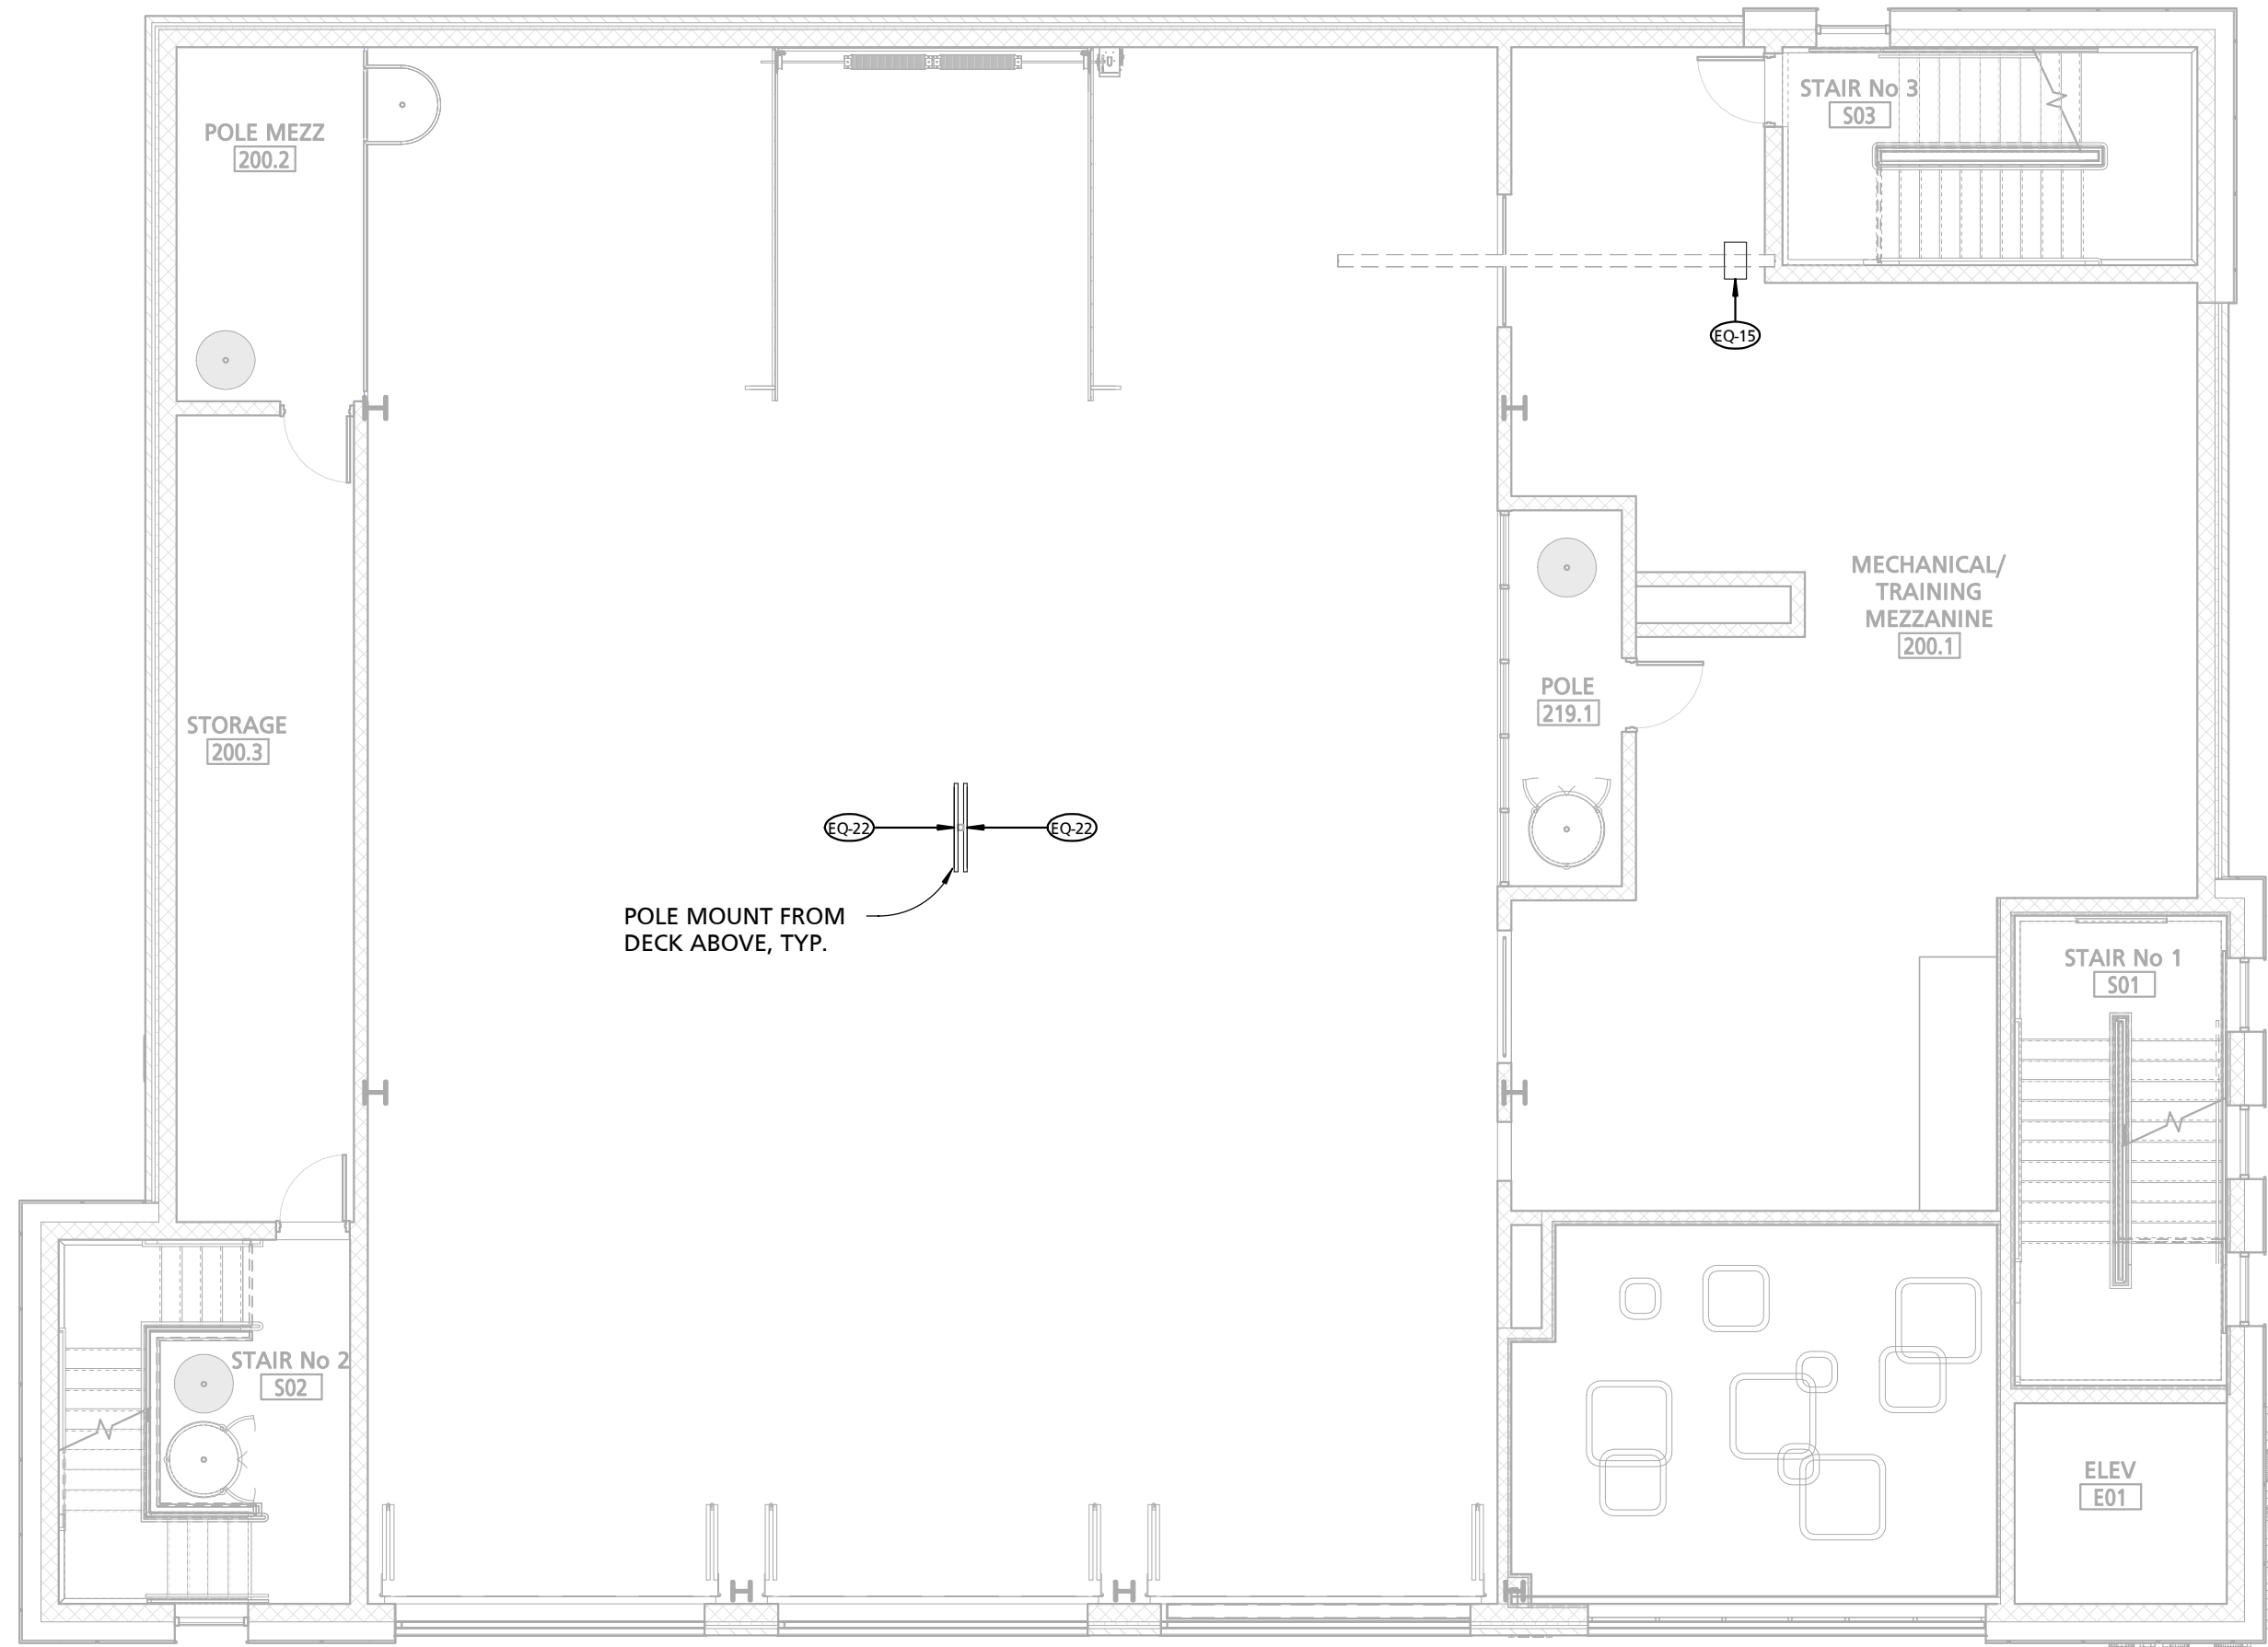 STAIR No 3
S03
POLE MEZZ
200.2
EQ-15
MECHANICAL/
TRAINING
MEZZANINE
200.1
POLE
219.1
STORAGE
200.3
EQ-22
EQ-22
POLE MOUNT FROM
DECK ABOVE, TYP.
STAIR No 1
S01
STAIR No 2
S02
ELEV
E01